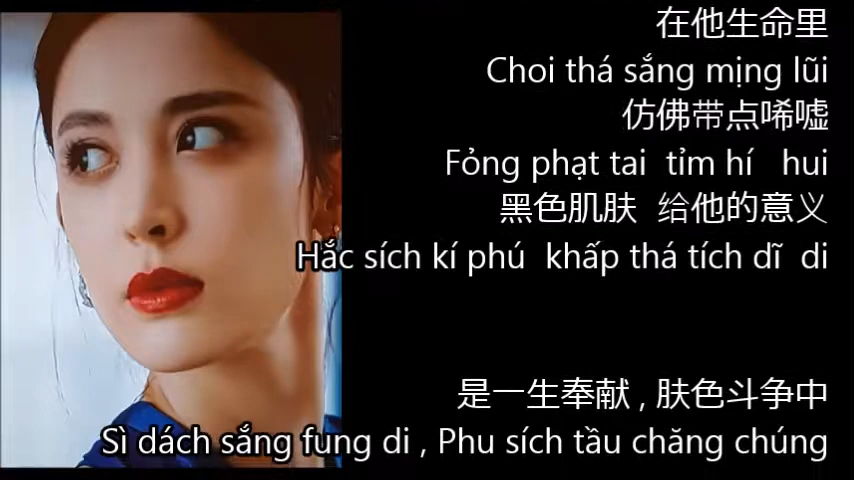 在他生命里
Choi thá sắng mịng lũi
仿佛带点唏嘘
Fỏng phạt tai tỉm hí hui
黑色肌肤 给他的意义
Hắc sích kí phú khấp thá tích dĩ di
是一生奉献 , 肤色斗争中
Sì dách sắng fung di , Phu sích tầu chăng chúng